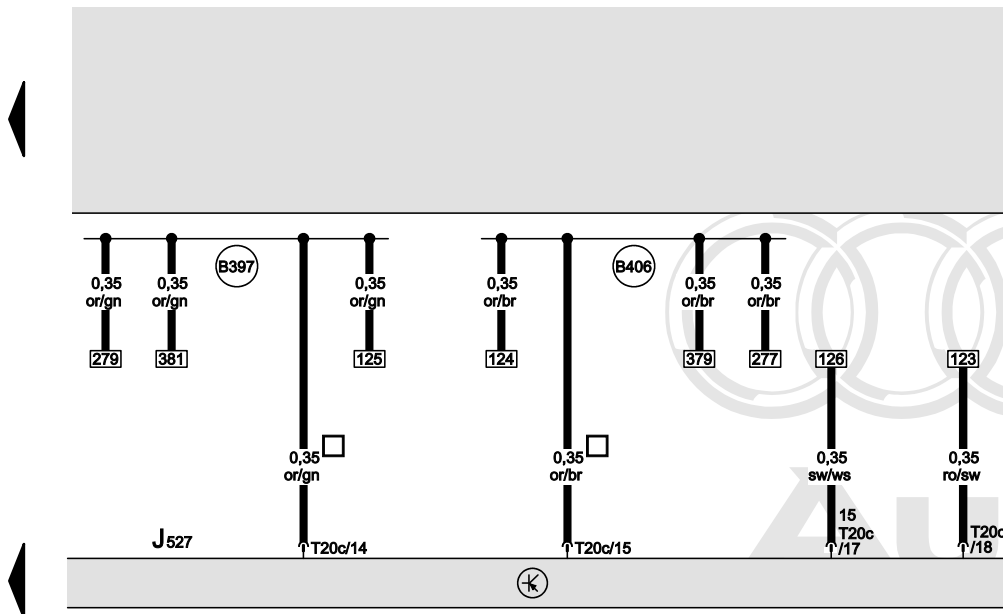 B397
B406
0,35
or/gn
0,35
or/gn
0,35
or/gn
0,35
or/br
0,35
or/br
0,35
or/br
279
381
125
124
379
277
126
123
0,35
or/gn
0,35
or/br
0,35
sw/ws
0,35
ro/sw
J527
T20c/14
T20c/15
15
T20c
/17
T20c
/18
Au